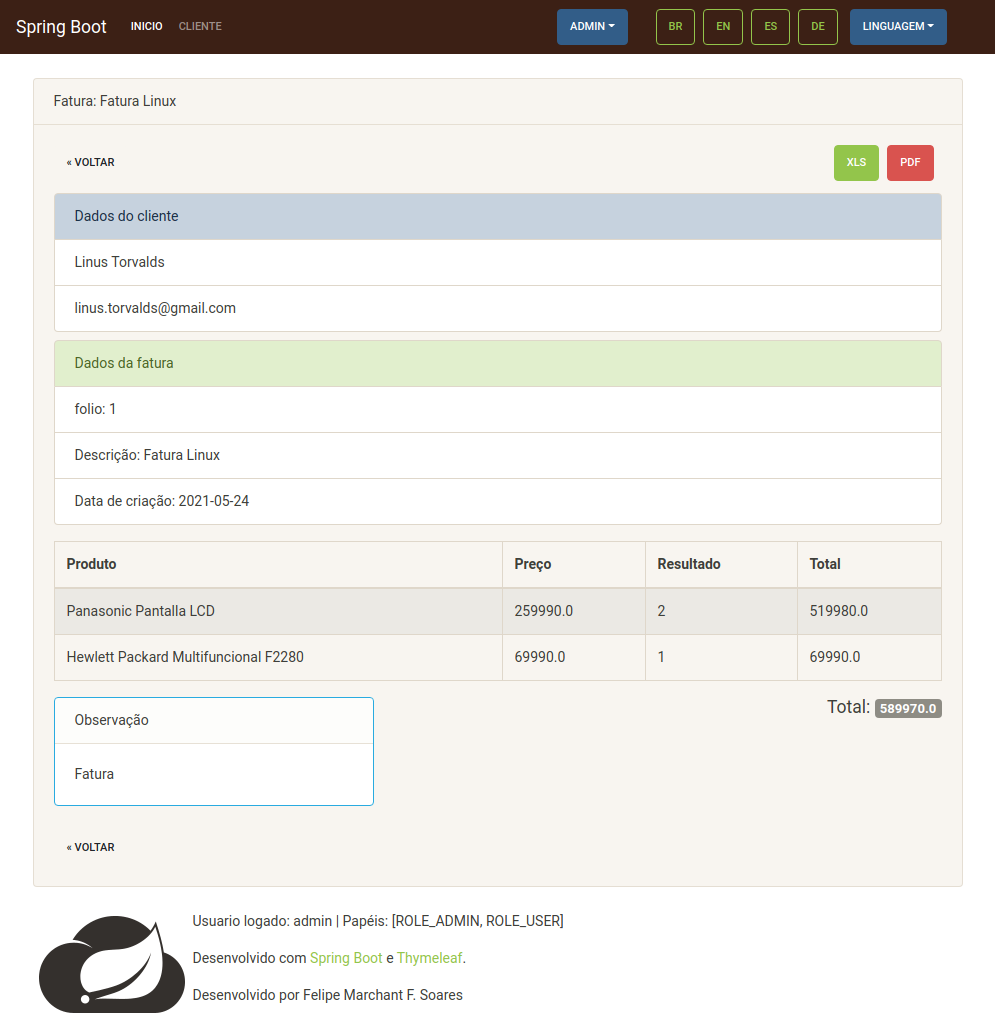 Spring Boot INICIO CLIENTE ADMIN BR EN ES DE LINGUAGEM
Fatura: Fatura Linux
« VOLTAR XLS PDF
Dados do cliente
Linus Torvalds
linus.torvalds@gmail.com
Dados da fatura
folio: 1
Descrição: Fatura Linux
Data de criação: 2021-05-24
Produto Preço Resultado Total
Panasonic Pantalla LCD 259990.0 2 519980.0
Hewlett Packard Multifuncional F2280 69990.0 1 69990.0
Observação Total: 589970.0
Fatura
« VOLTAR
Usuario logado: admin | Papéis: [ROLE_ADMIN, ROLE_USER]
Desenvolvido com Spring Boot e Thymeleaf.
Desenvolvido por Felipe Marchant F. Soares